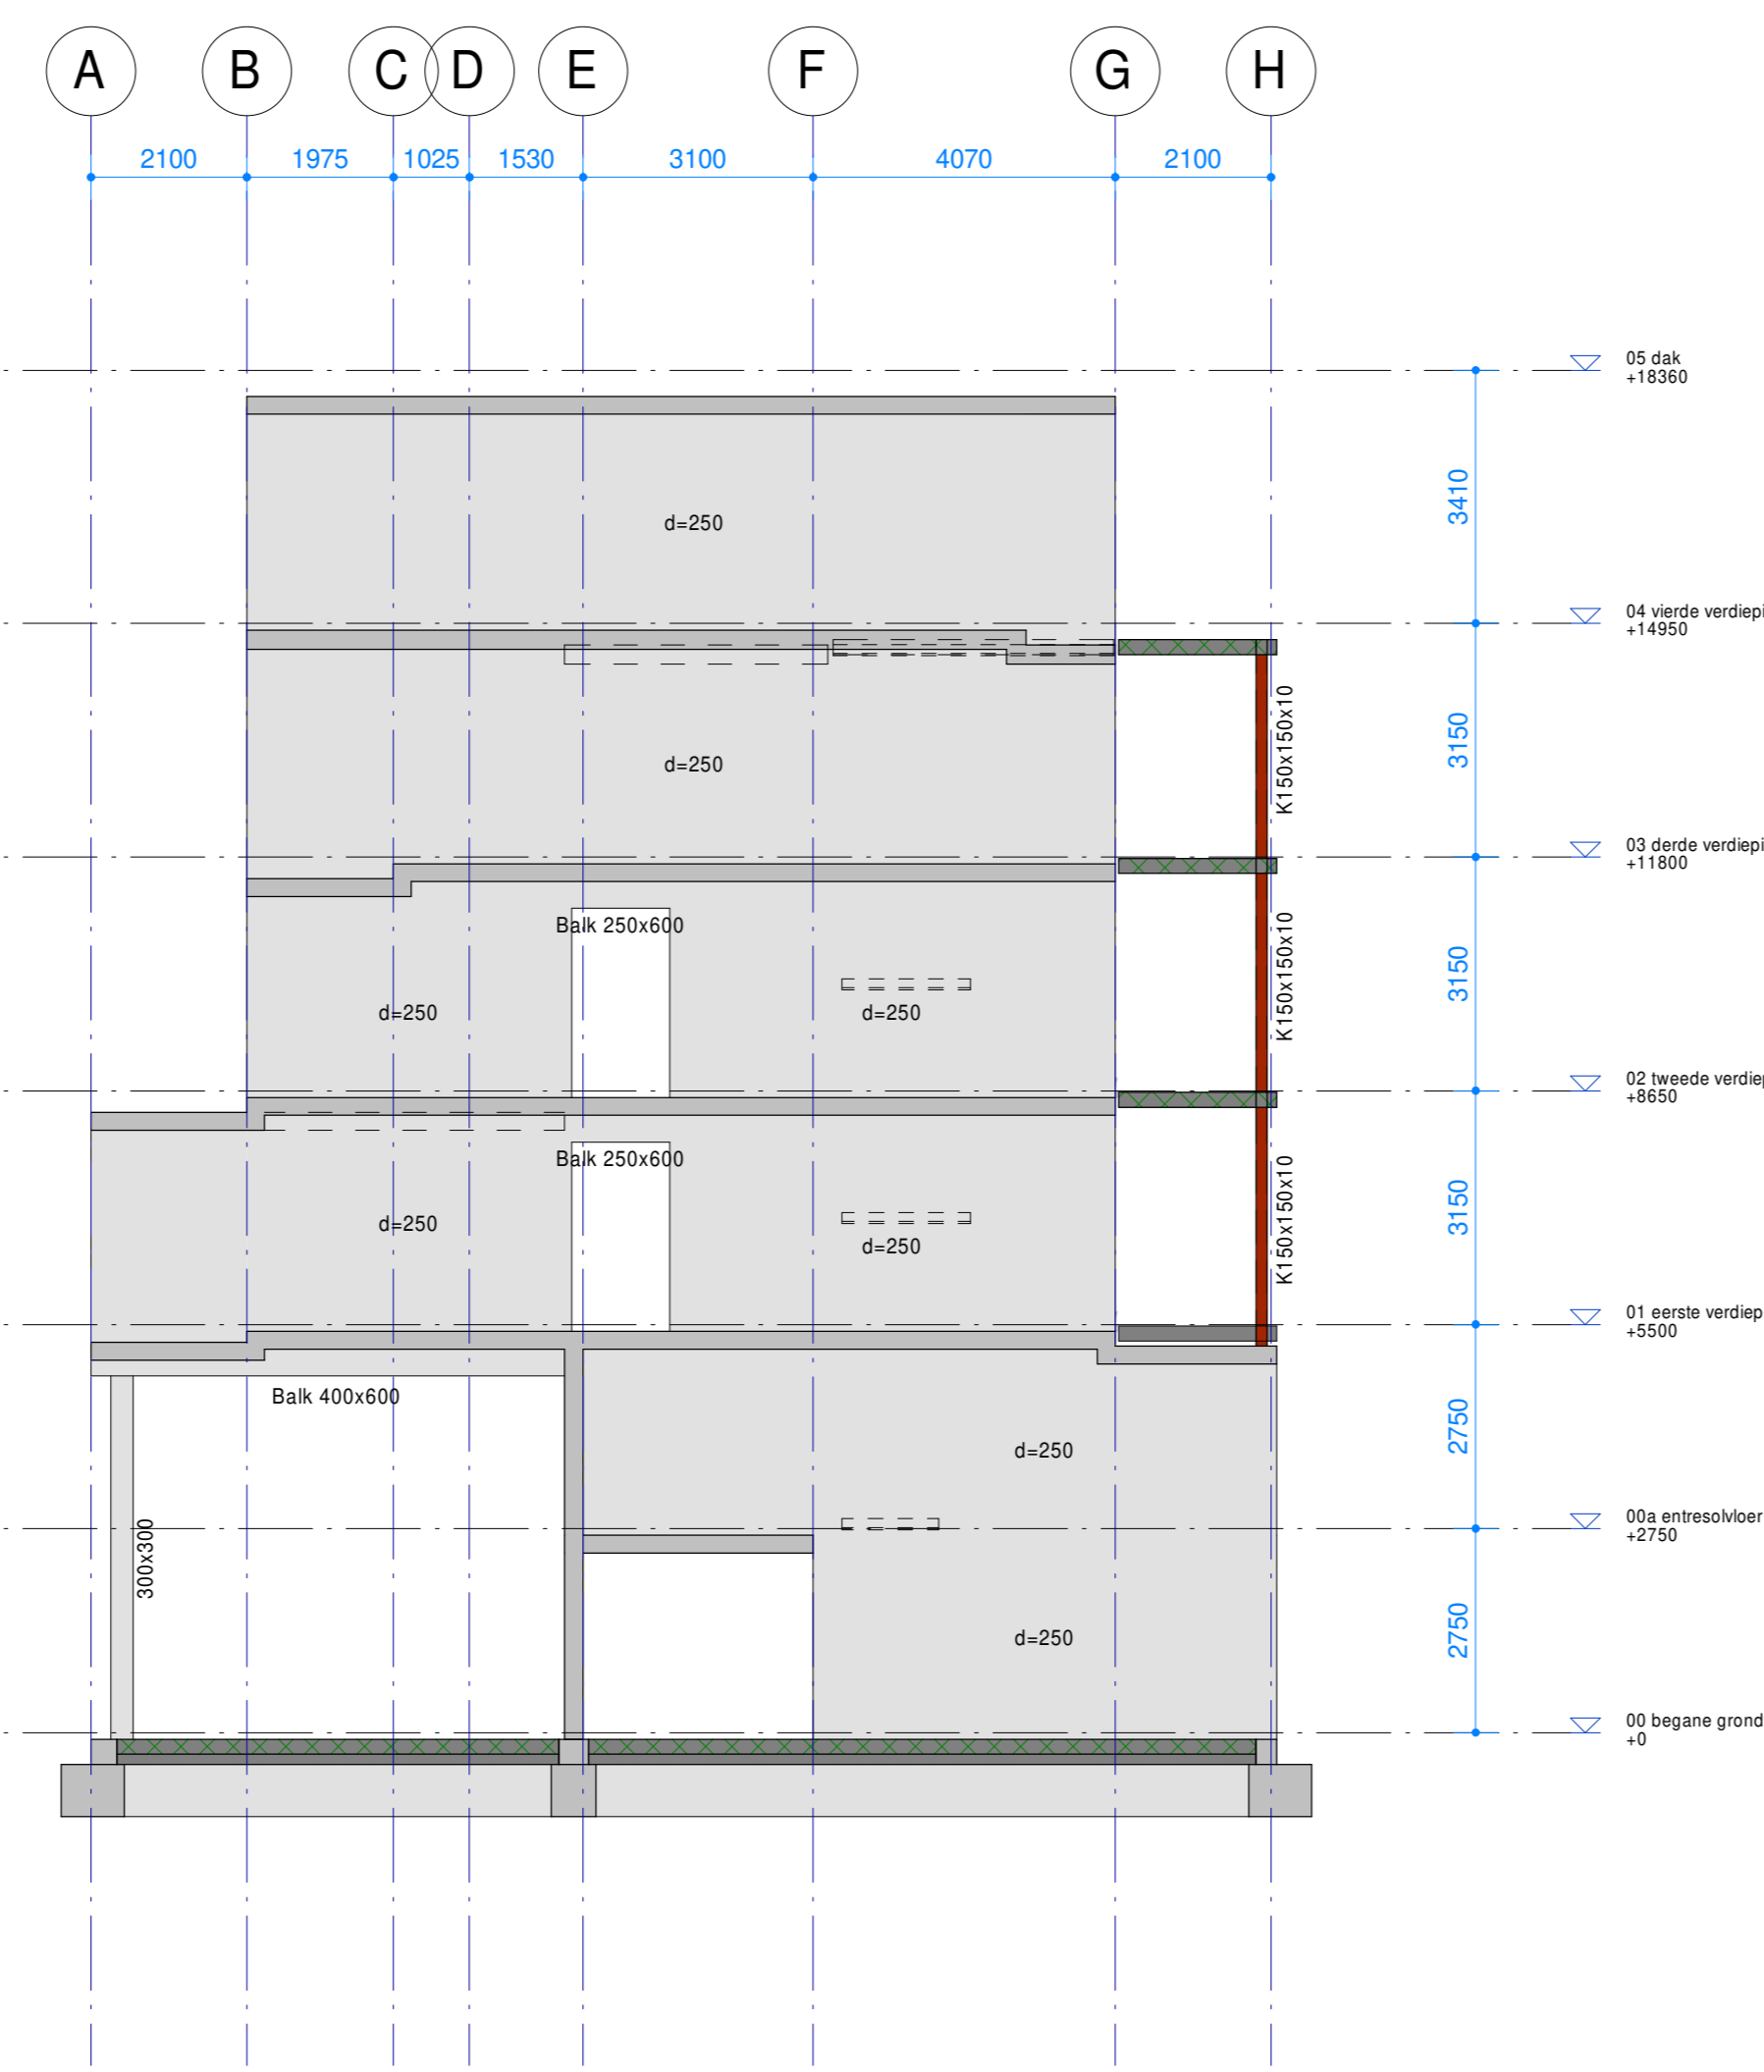 A B C D E F G H
2100 1975 1025 1530 3100 4070 2100
05 dak
+18360
3410
d=250
04 vierde verdiepi
+14950
K150x150x10
3150
d=250
03 derde verdiepi
+11800
Balk 250x600
K150x150x10
3150
d=250 d=250
02 tweede verdiep
+8650
Balk 250x600
K150x150x10
3150
d=250
d=250
01 eerste verdiep
+5500
Balk 400x600
2750
d=250
00a entresolvloer
+2750
300x300
2750
d=250
00 begane grond
+0